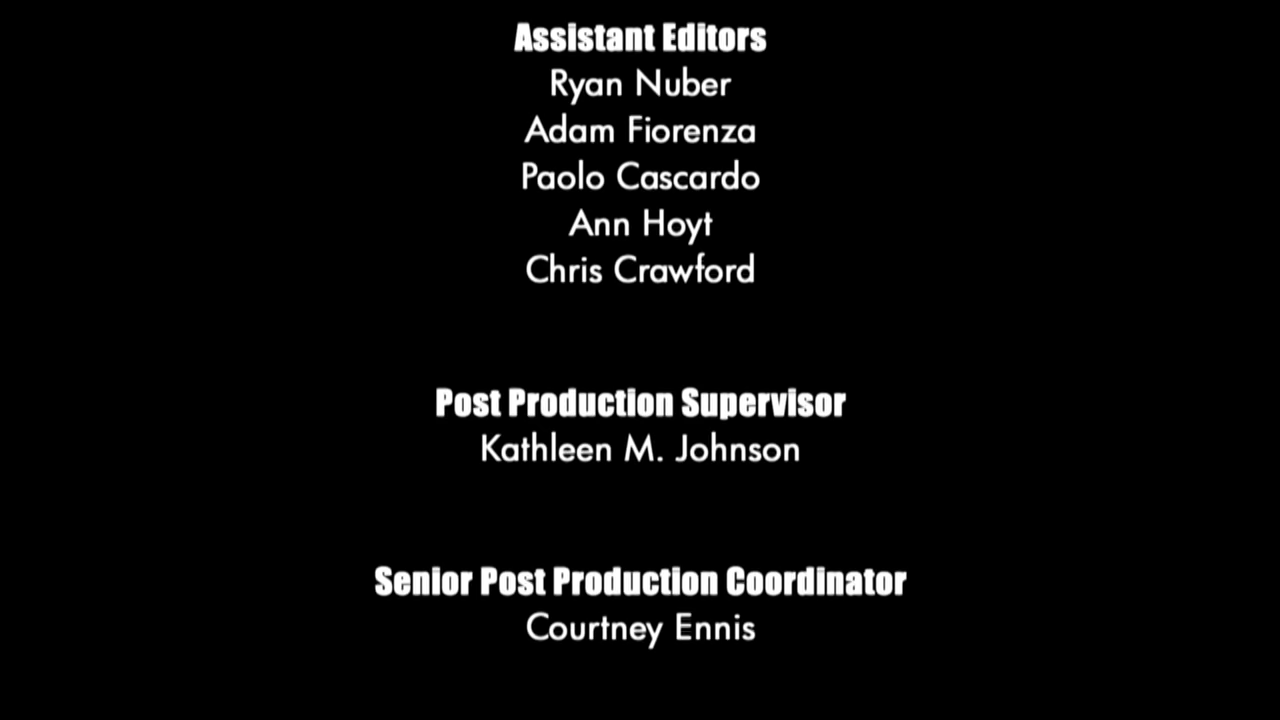 Assistant Editors
Ryan Nuber
Adam Fiorenza
Paolo Cascardo
Ann Hoyt
Chris Crawford
Post Production Supervisor
Kathleen M. Johnson
Senior Post Production Coordinator
Courtney Ennis